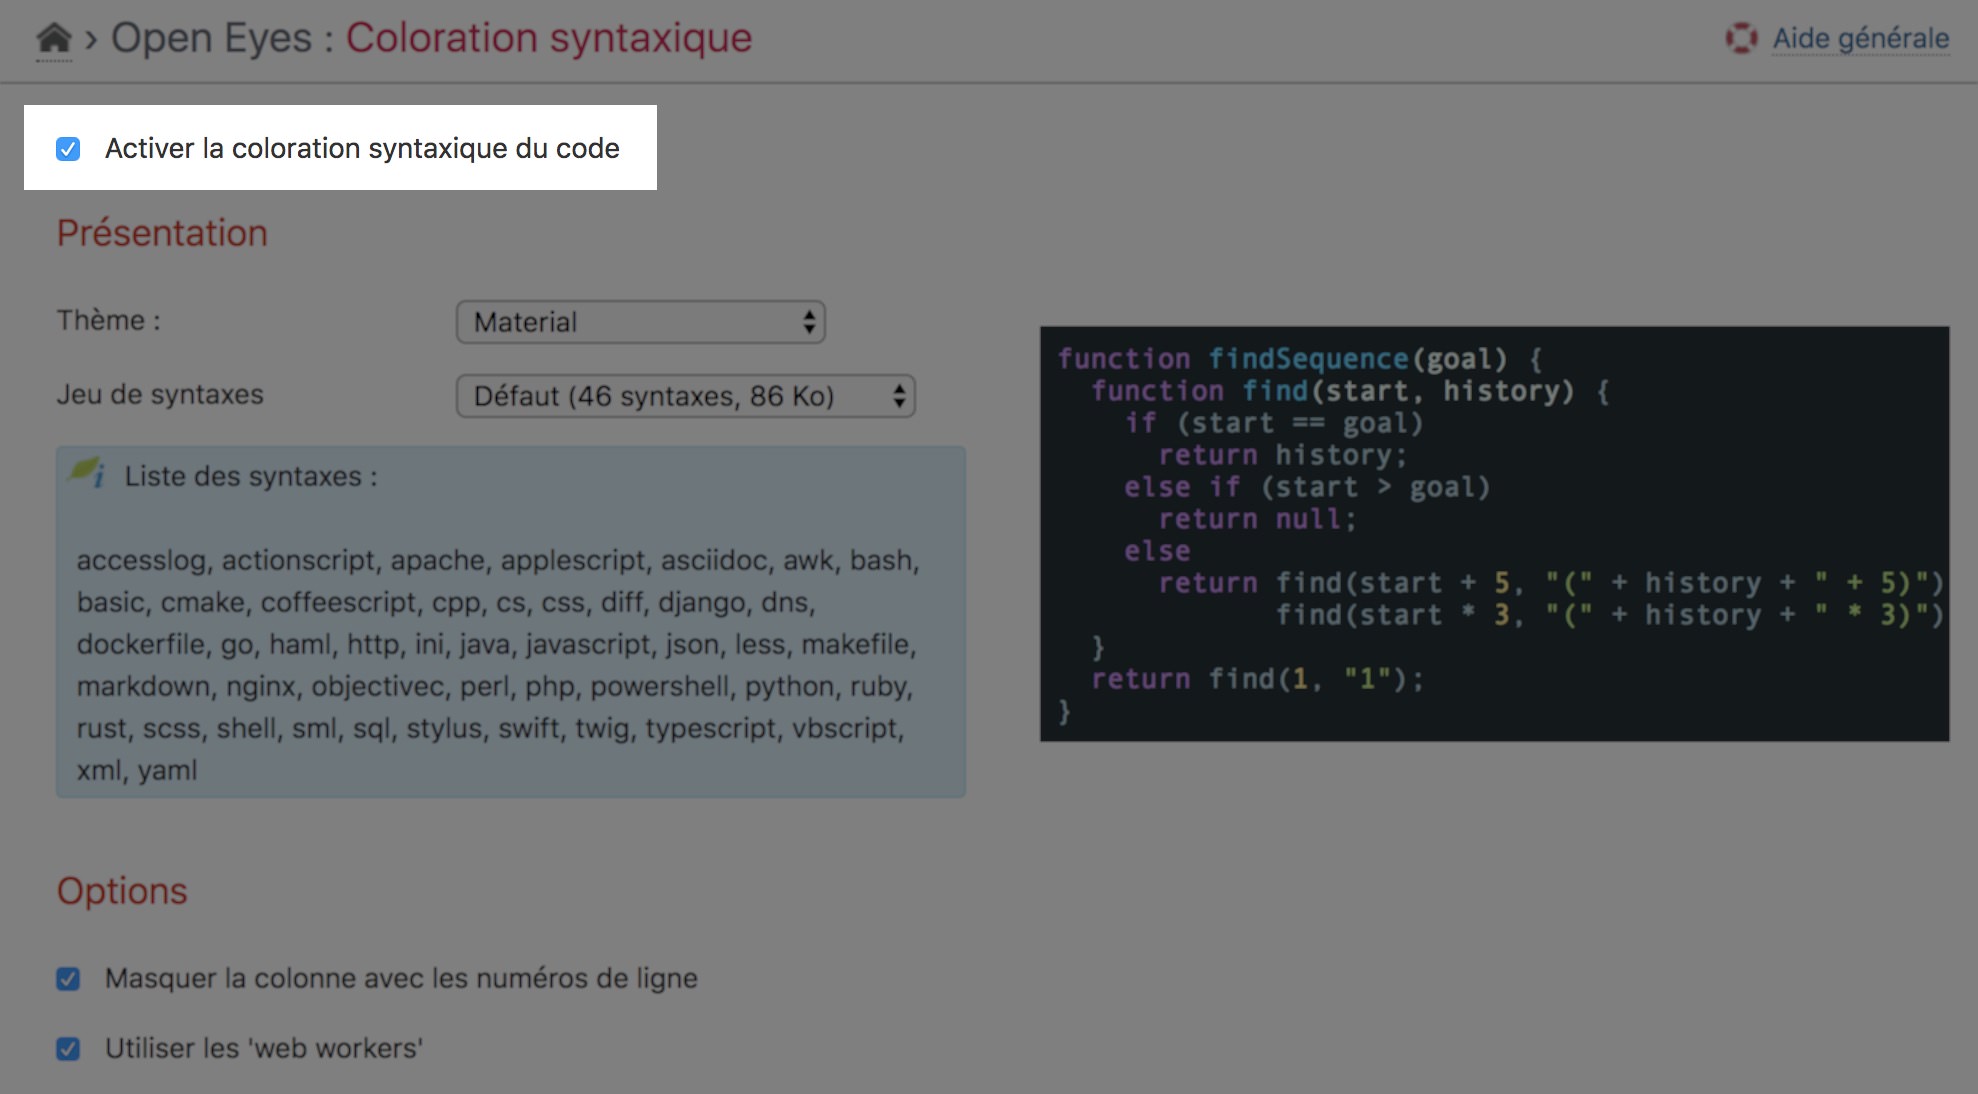 › Open Eyes : Coloration syntaxique
Aide générale
Activer la coloration syntaxique du code
Présentation
Thème :
Material
Jeu de syntaxes
Défaut (46 syntaxes, 86 Ko)
Liste des syntaxes :
accesslog, actionscript, apache, applescript, asciidoc, awk, bash,
basic, cmake, coffeescript, cpp, cs, css, diff, django, dns,
dockerfile, go, haml, http, ini, java, javascript, json, less, makefile,
markdown, nginx, objectivec, perl, php, powershell, python, ruby,
rust, scss, shell, sml, sql, stylus, swift, twig, typescript, vbscript,
xml, yaml
function findSequence(goal) {
  function find(start, history) {
    if (start == goal)
      return history;
    else if (start > goal)
      return null;
    else
      return find(start + 5, "(" + history + " + 5)")
             find(start * 3, "(" + history + " * 3)")
  }
  return find(1, "1");
}
Options
Masquer la colonne avec les numéros de ligne
Utiliser les 'web workers'